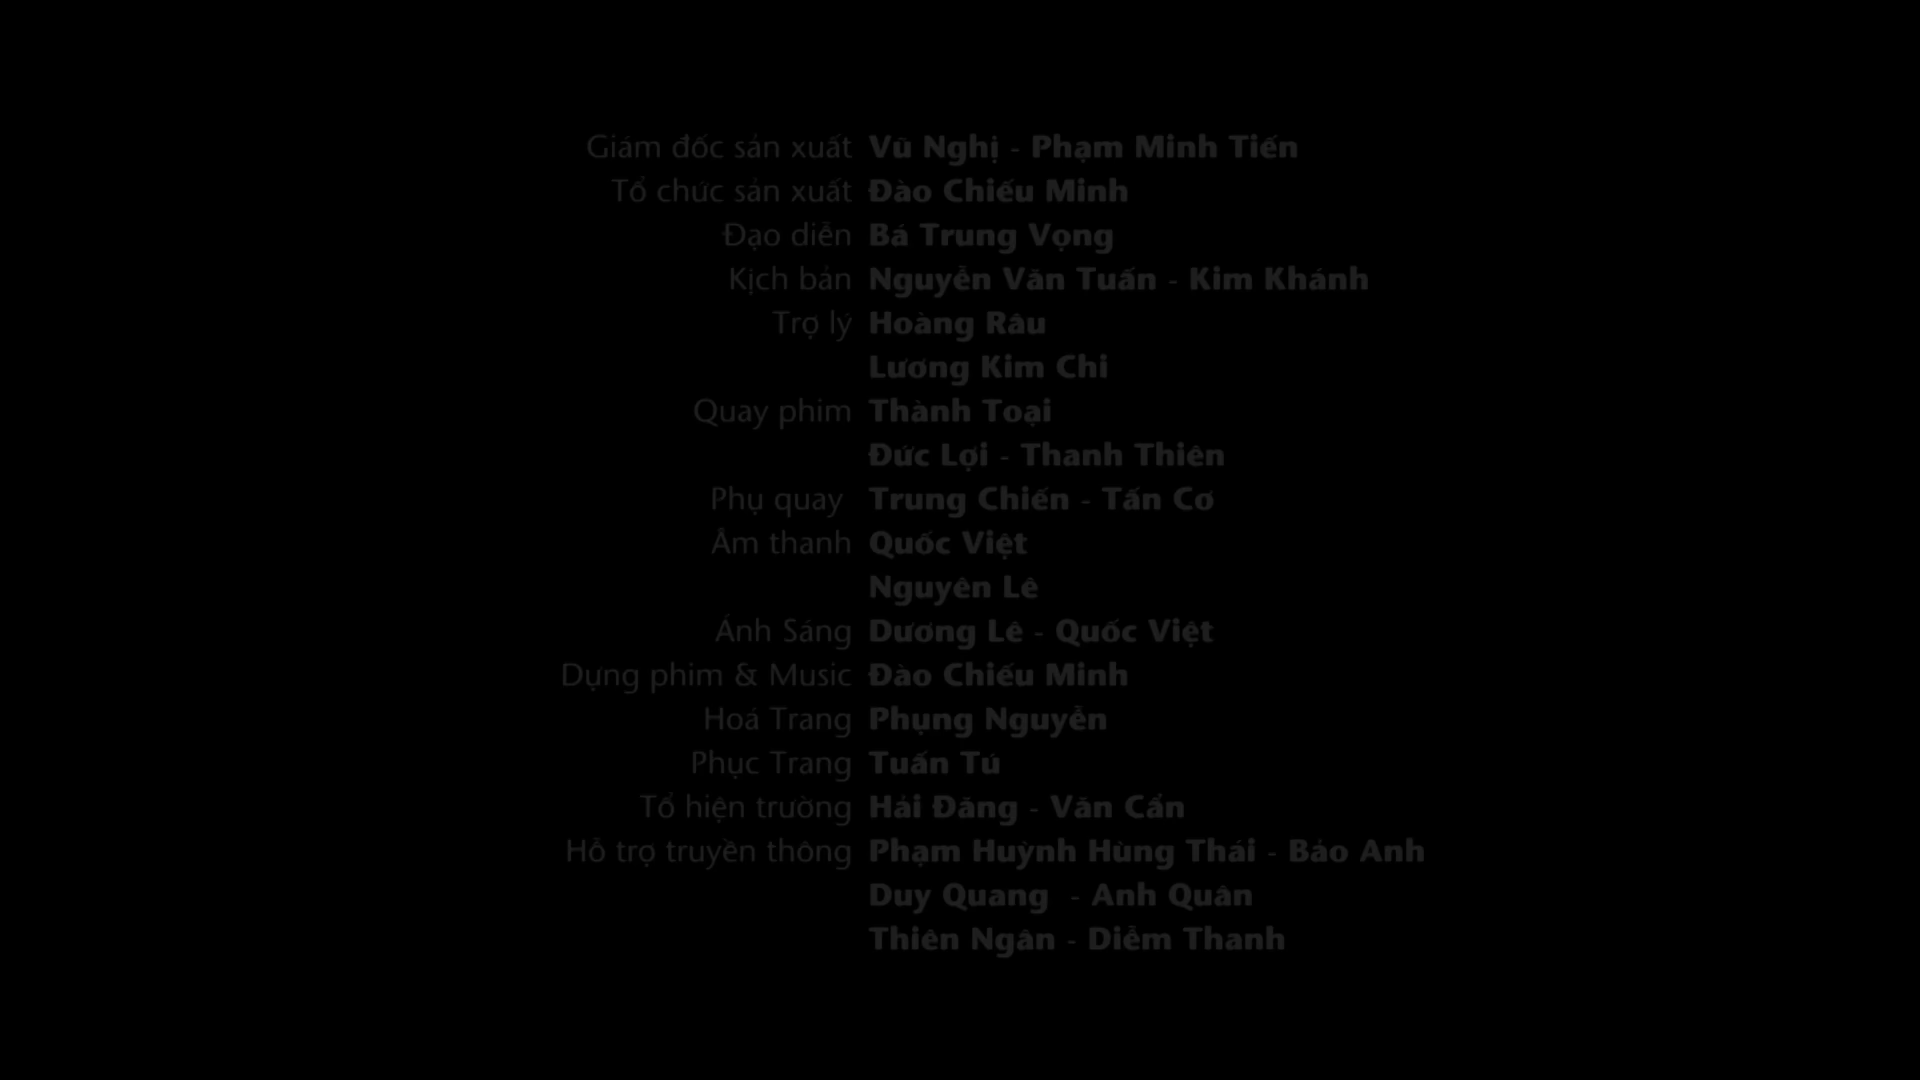 Giám đốc sản xuất Vũ Nghị - Phạm Minh Tiến
Tổ chức sản xuất Đào Chiếu Minh
Đạo diễn Bá Trung Vọng
Kịch bản Nguyễn Văn Tuấn - Kim Khánh
Trợ lý Hoàng Râu
Lương Kim Chi
Quay phim Thành Toại
Đức Lợi - Thanh Thiên
Phụ quay Trung Chiến - Tấn Cơ
Âm thanh Quốc Việt
Nguyên Lê
Ánh Sáng Dương Lê - Quốc Việt
Dựng phim & Music Đào Chiếu Minh
Hoá Trang Phụng Nguyễn
Phục Trang Tuấn Tú
Tổ hiện trường Hải Đăng - Văn Cẩn
Hỗ trợ truyền thông Phạm Huỳnh Hùng Thái - Bảo Anh
Duy Quang - Anh Quân
Thiên Ngân - Diễm Thanh